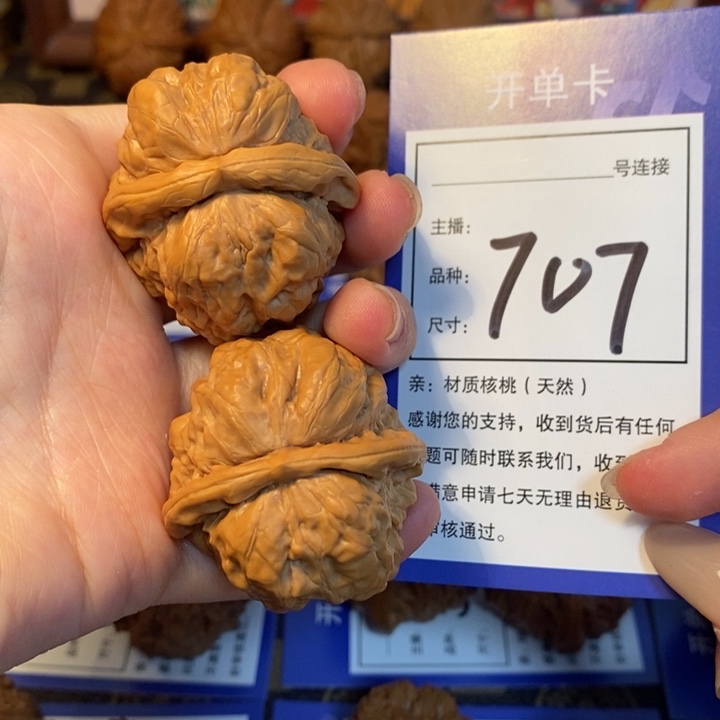 开单卡
号连接
主播：
品种：
尺寸：
707
亲：材质核桃（天然）
感谢您的支持，收到货后有任何
题可随时联系我们，收
满意申请七天无理由退货
审核通过。